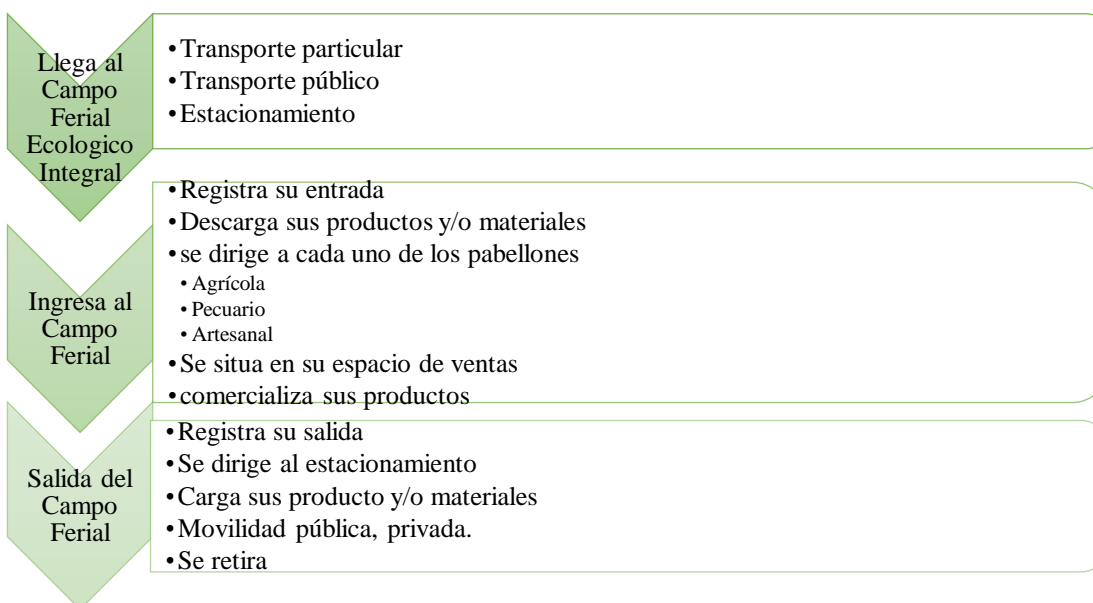 Llega al
Campo
Ferial
Ecologico
Integral
•Transporte particular
•Transporte público
•Estacionamiento
Ingresa al
Campo
Ferial
•Registra su entrada
•Descarga sus productos y/o materiales
•se dirige a cada uno de los pabellones
• Agrícola
• Pecuario
• Artesanal
•Se situa en su espacio de ventas
•comercializa sus productos
Salida del
Campo
Ferial
•Registra su salida
•Se dirige al estacionamiento
•Carga sus producto y/o materiales
•Movilidad pública, privada.
•Se retira